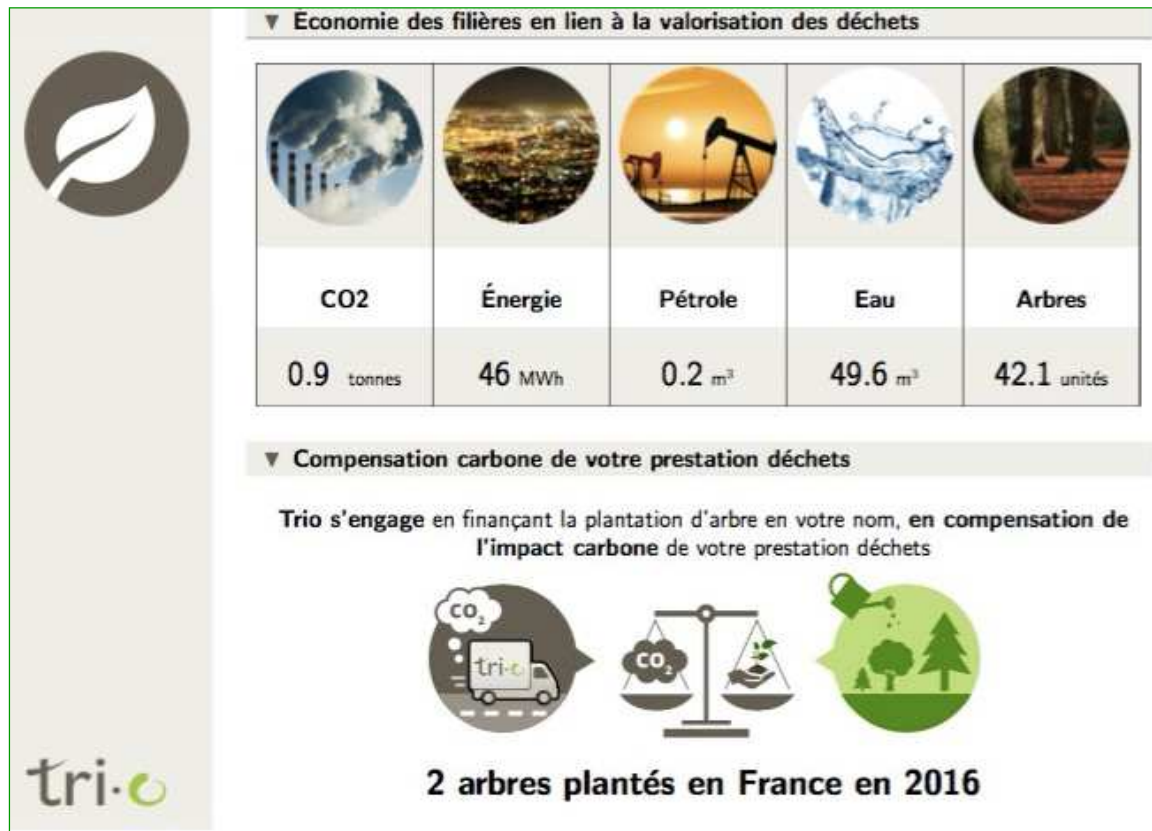 ▼ Économie des filières en lien à la valorisation des déchets
CO2 Énergie Pétrole Eau Arbres
0.9 tonnes 46 MWh 0.2 m³ 49.6 m³ 42.1 unités
▼ Compensation carbone de votre prestation déchets
Trio s'engage en finançant la plantation d'arbre en votre nom, en compensation de
l'impact carbone de votre prestation déchets
CO₂
tri·o
CO₂
2 arbres plantés en France en 2016
tri·o